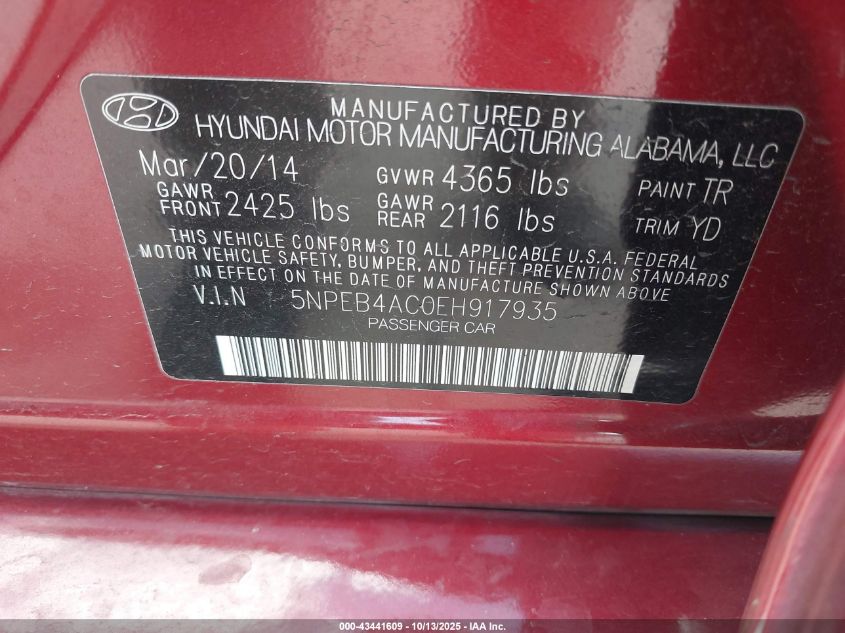 MANUFACTURED BY
HYUNDAI MOTOR MANUFACTURING ALABAMA, LLC
Mar/20/14 GVWR 4365 lbs PAINT TR
GAWR FRONT 2425 lbs GAWR REAR 2116 lbs TRIM YD
THIS VEHICLE CONFORMS TO ALL APPLICABLE U.S.A. FEDERAL
MOTOR VEHICLE SAFETY, BUMPER, AND THEFT PREVENTION STANDARDS
IN EFFECT ON THE DATE OF MANUFACTURE SHOWN ABOVE
V.I.N 5NPEB4AC0EH917935
PASSENGER CAR
000-43441609 - 10/13/2025 - IAA Inc.